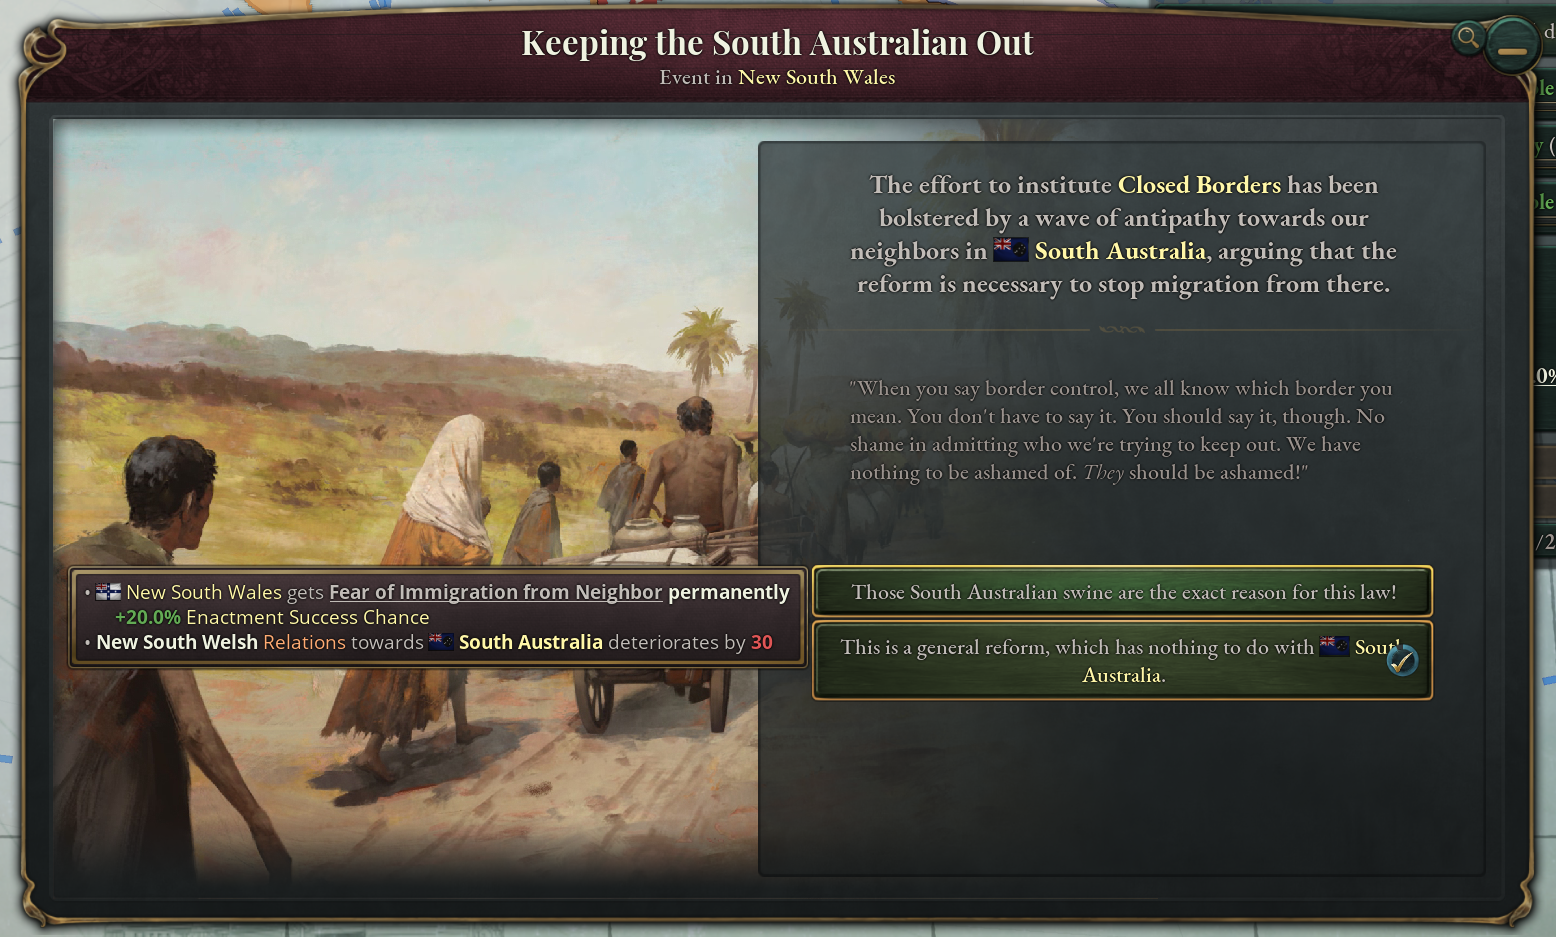 Keeping the South Australian Out
Event in New South Wales
The effort to institute Closed Borders has been
bolstered by a wave of antipathy towards our
neighbors in South Australia, arguing that the
reform is necessary to stop migration from there.
"When you say border control, we all know which border you
mean. You don't have to say it. You should say it, though. No
shame in admitting who we're trying to keep out. We have
nothing to be ashamed of. They should be ashamed!"
• New South Wales gets Fear of Immigration from Neighbor permanently
+20.0% Enactment Success Chance
• New South Welsh Relations towards South Australia deteriorates by 30
Those South Australian swine are the exact reason for this law!
This is a general reform, which has nothing to do with South
Australia.